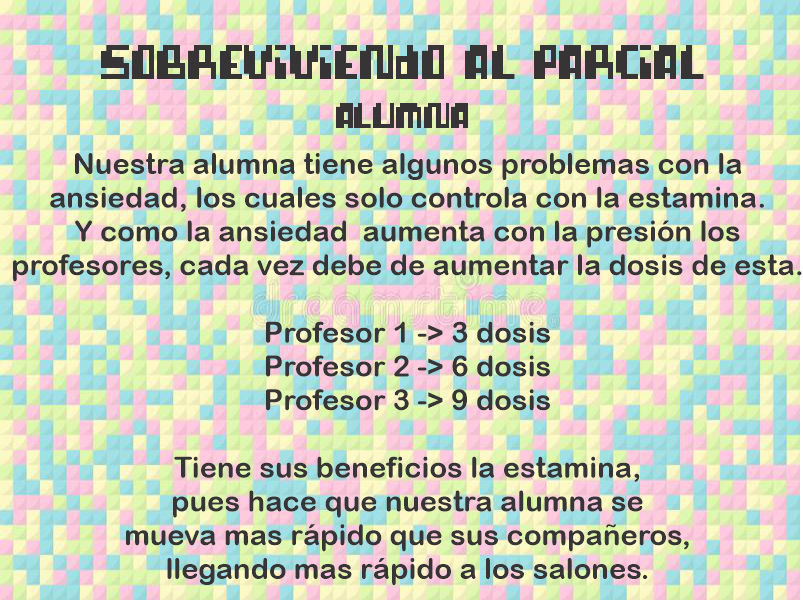 SOBREViViENdO AL PARCiAL
ALUMNA
Nuestra alumna tiene algunos problemas con la
ansiedad, los cuales solo controla con la estamina.
Y como la ansiedad aumenta con la presión los
profesores, cada vez debe de aumentar la dosis de esta.
dreamstime
Profesor 1 -> 3 dosis
Profesor 2 -> 6 dosis
Profesor 3 -> 9 dosis
Tiene sus beneficios la estamina,
pues hace que nuestra alumna se
mueva mas rápido que sus compañeros,
llegando mas rápido a los salones.